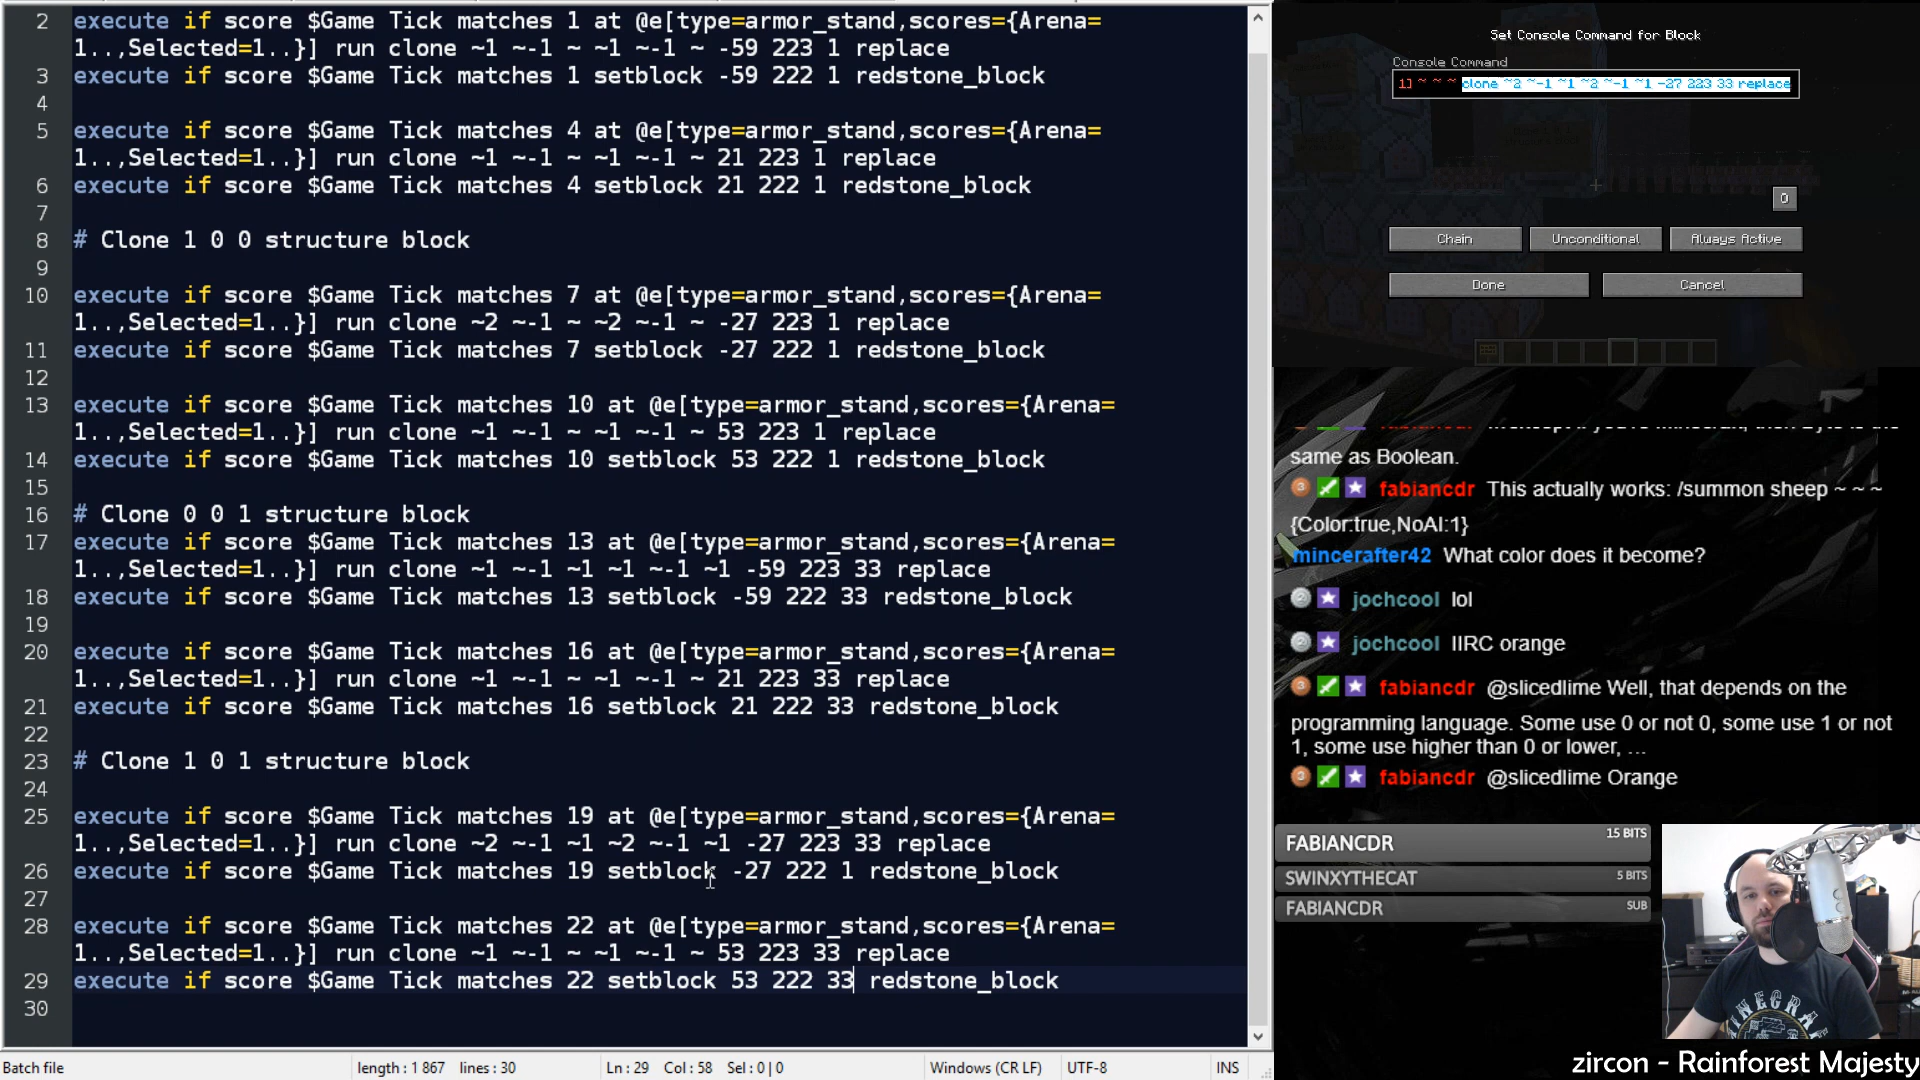 2 execute if score $Game Tick matches 1 at @e[type=armor_stand,scores={Arena=
1..,Selected=1..}] run clone ~1 ~-1 ~ ~1 ~-1 ~ -59 223 1 replace
3 execute if score $Game Tick matches 1 setblock -59 222 1 redstone_block
4
5 execute if score $Game Tick matches 4 at @e[type=armor_stand,scores={Arena=
1..,Selected=1..}] run clone ~1 ~-1 ~ ~1 ~-1 ~ 21 223 1 replace
6 execute if score $Game Tick matches 4 setblock 21 222 1 redstone_block
7
8 # Clone 1 0 0 structure block
9
10 execute if score $Game Tick matches 7 at @e[type=armor_stand,scores={Arena=
1..,Selected=1..}] run clone ~2 ~-1 ~ ~2 ~-1 ~ -27 223 1 replace
11 execute if score $Game Tick matches 7 setblock -27 222 1 redstone_block
12
13 execute if score $Game Tick matches 10 at @e[type=armor_stand,scores={Arena=
1..,Selected=1..}] run clone ~1 ~-1 ~ ~1 ~-1 ~ 53 223 1 replace
14 execute if score $Game Tick matches 10 setblock 53 222 1 redstone_block
15
16 # Clone 0 0 1 structure block
17 execute if score $Game Tick matches 13 at @e[type=armor_stand,scores={Arena=
1..,Selected=1..}] run clone ~1 ~-1 ~1 ~1 ~-1 ~1 -59 223 33 replace
18 execute if score $Game Tick matches 13 setblock -59 222 33 redstone_block
19
20 execute if score $Game Tick matches 16 at @e[type=armor_stand,scores={Arena=
1..,Selected=1..}] run clone ~1 ~-1 ~ ~1 ~-1 ~ 21 223 33 replace
21 execute if score $Game Tick matches 16 setblock 21 222 33 redstone_block
22
23 # Clone 1 0 1 structure block
24
25 execute if score $Game Tick matches 19 at @e[type=armor_stand,scores={Arena=
1..,Selected=1..}] run clone ~2 ~-1 ~1 ~2 ~-1 ~1 -27 223 33 replace
26 execute if score $Game Tick matches 19 setblock -27 222 1 redstone_block
27
28 execute if score $Game Tick matches 22 at @e[type=armor_stand,scores={Arena=
1..,Selected=1..}] run clone ~1 ~-1 ~ ~1 ~-1 ~ 53 223 33 replace
29 execute if score $Game Tick matches 22 setblock 53 222 33 redstone_block
30
Batch file length : 1 867 lines : 30 Ln : 29 Col : 58 Sel : 0 | 0 Windows (CR LF) UTF-8 INS
Set Console Command for Block
Console Command
1] ~ ~ ~ clone ~2 ~-1 ~1 ~2 ~-1 ~1 -27 223 33 replace
0
Chain Unconditional Always Active
Done Cancel
same as Boolean.
fabiancdr This actually works: /summon sheep ~ ~ ~
{Color:true,NoAI:1}
mincerafter42 What color does it become?
jochcool lol
jochcool IIRC orange
fabiancdr @slicedlime Well, that depends on the
programming language. Some use 0 or not 0, some use 1 or not
1, some use higher than 0 or lower, ...
fabiancdr @slicedlime Orange
FABIANCDR 15 BITS
SWINXYTHECAT 5 BITS
FABIANCDR SUB
zircon - Rainforest Majesty